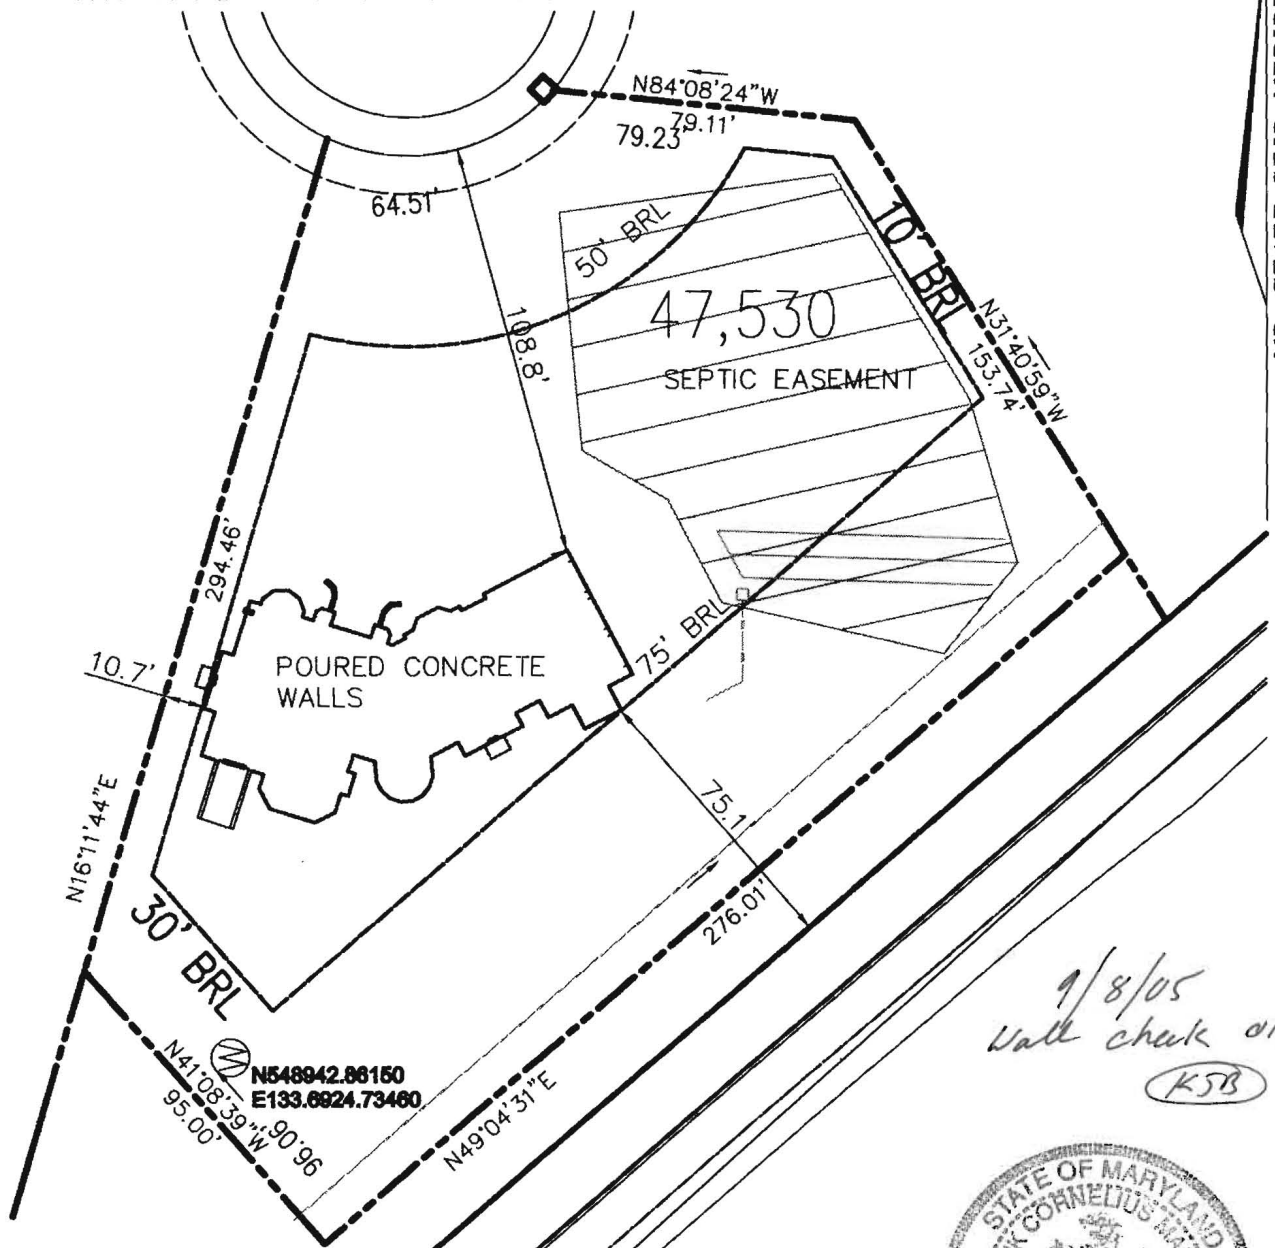 N84°08'24"W
79.11'
79.23'
64.51'
50' BRL
10' BRL
47,530
SEPTIC EASEMENT
108.8'
N31°40'59"W
153.74'
294.46'
10.7'
POURED CONCRETE
WALLS
75' BRL
75.1'
N16°11'44"E
30' BRL
276.01'
N548942.86150
E133.6924.73460
N41°08'39"W
95.00'
96.06'
N49°04'31"E
9/8/05
Wall check
KSB
STATE OF MARYLAND
CORNELIUS